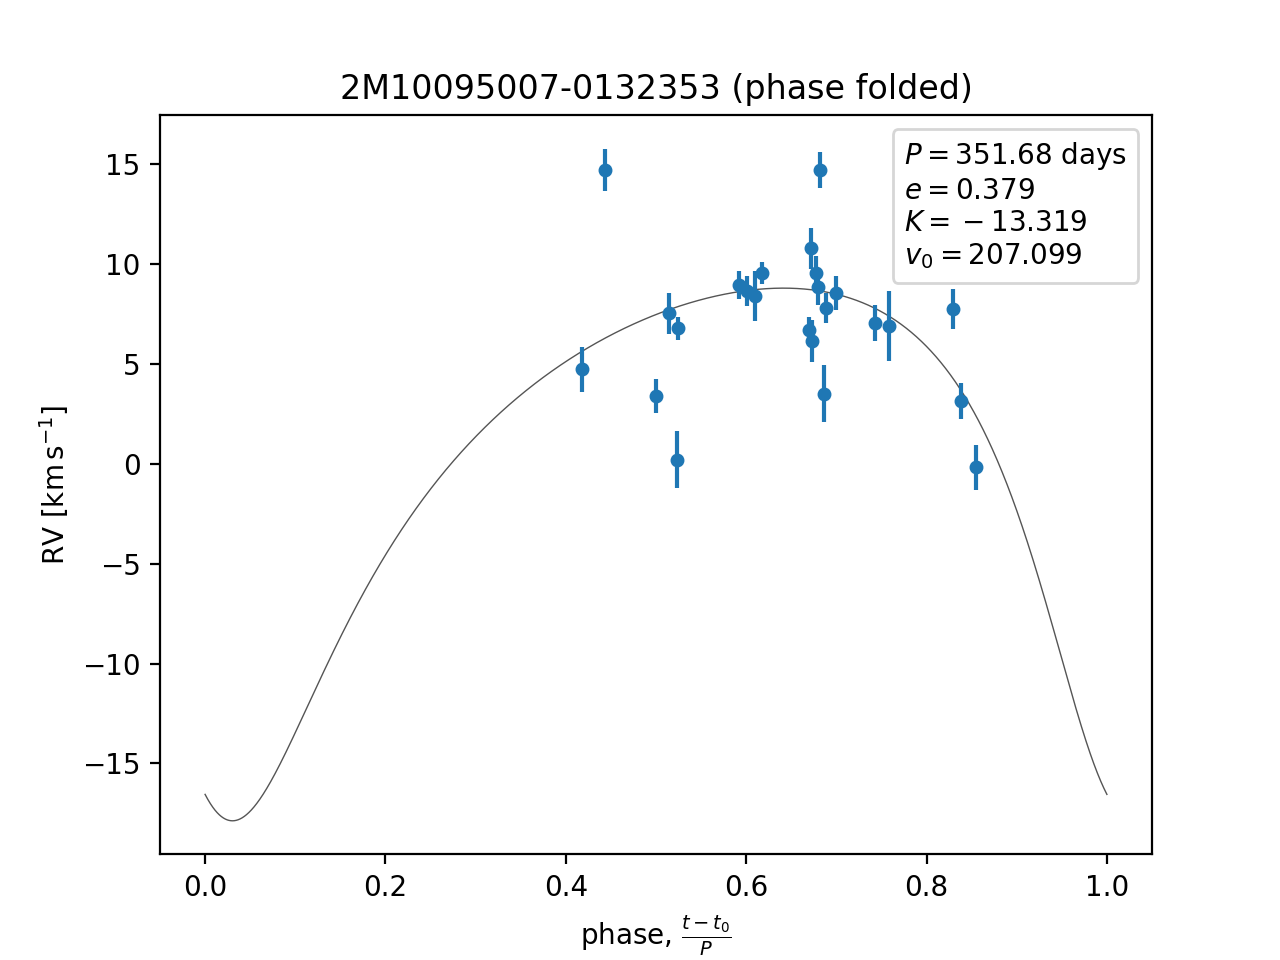 2M10095007-0132353 (phase folded)
P = 351.68 days
e = 0.379
K = −13.319
v₀ = 207.099
15
10
5
0
−5
−10
−15
RV [km s⁻¹]
0.0 0.2 0.4 0.6 0.8 1.0
phase, (t − t₀)/P